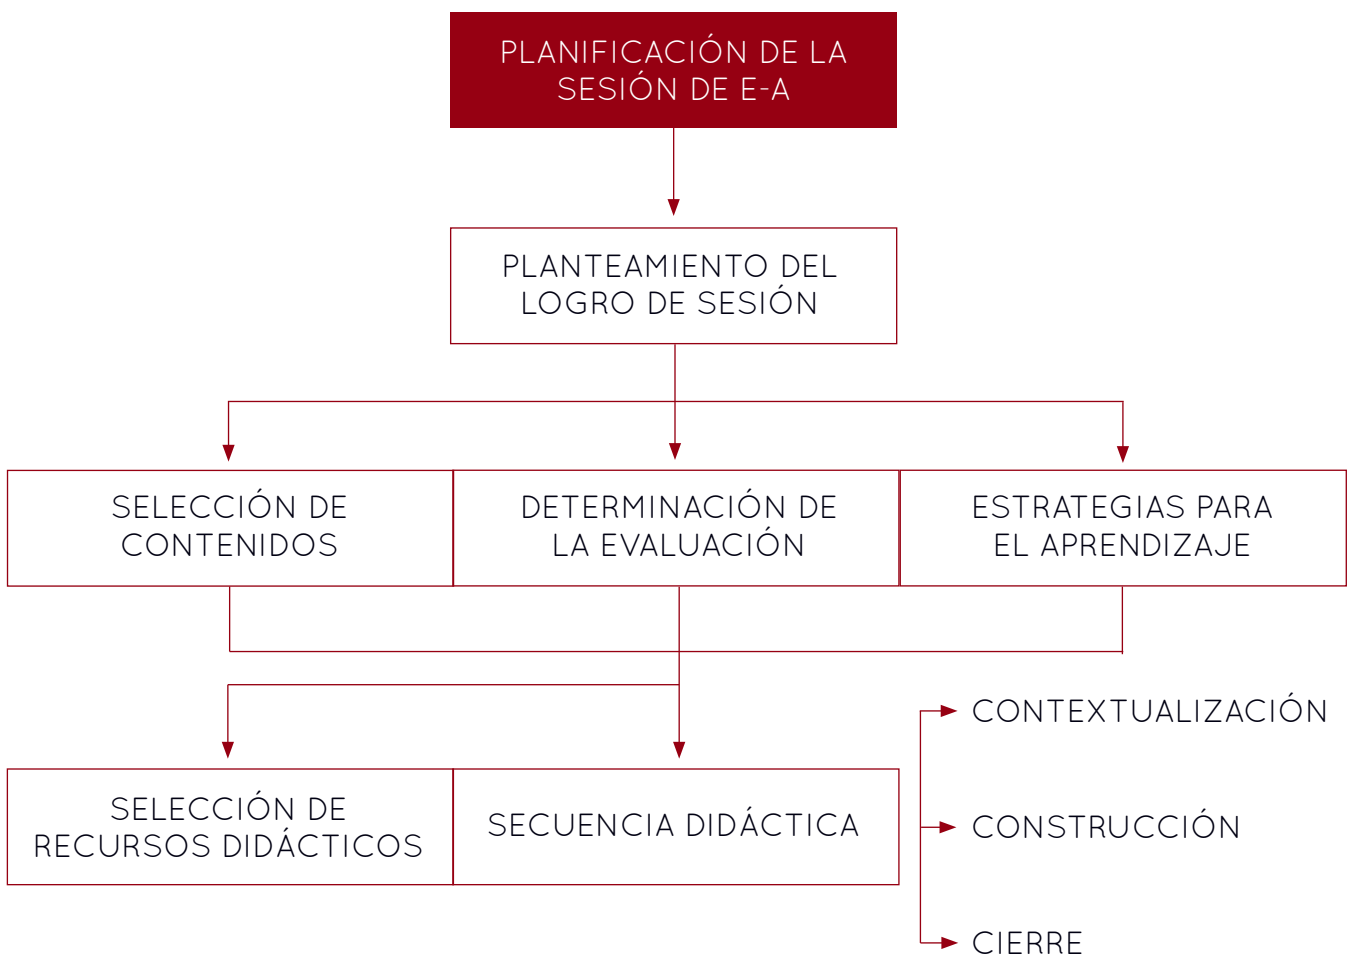 PLANIFICACIÓN DE LA
SESIÓN DE E-A
PLANTEAMIENTO DEL
LOGRO DE SESIÓN
SELECCIÓN DE
CONTENIDOS
DETERMINACIÓN DE
LA EVALUACIÓN
ESTRATEGIAS PARA
EL APRENDIZAJE
SELECCIÓN DE
RECURSOS DIDÁCTICOS
SECUENCIA DIDÁCTICA
CONTEXTUALIZACIÓN
CONSTRUCCIÓN
CIERRE